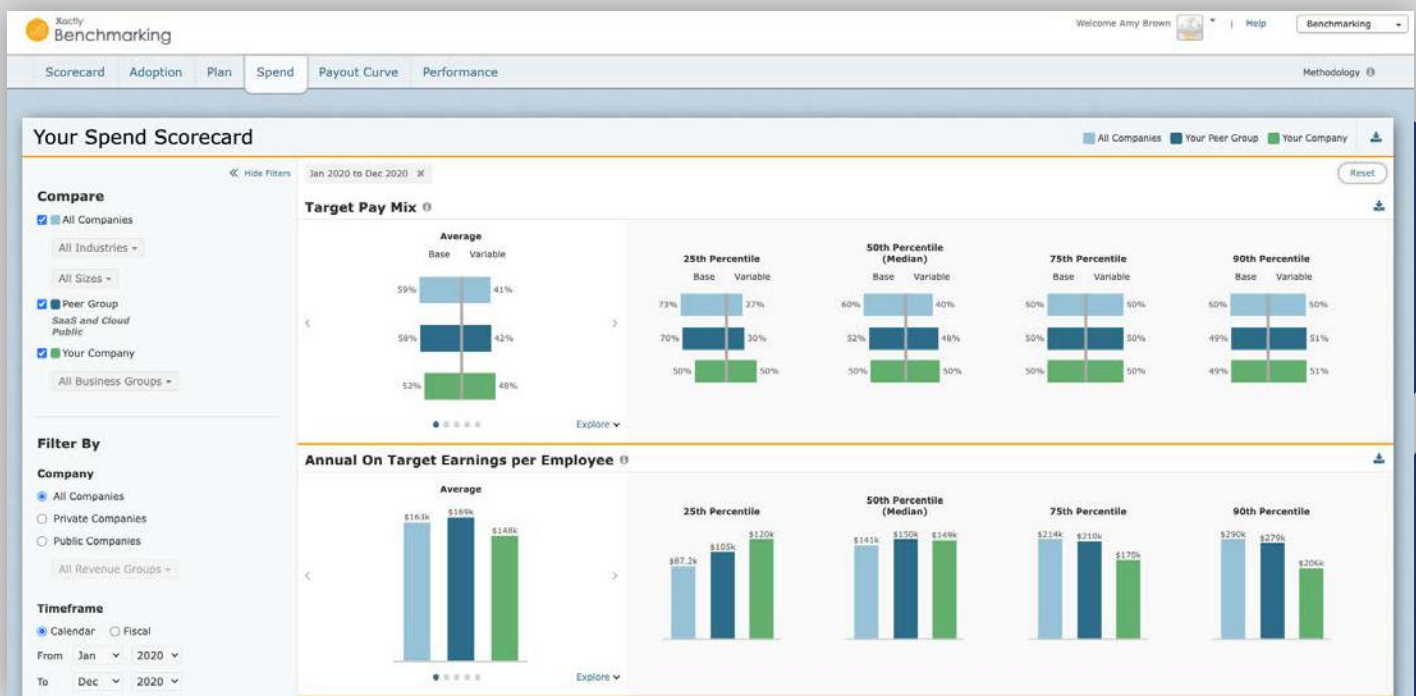 Xactly
Benchmarking
Welcome Amy Brown
Help
Benchmarking
Scorecard Adoption Plan Spend Payout Curve Performance
Methodology
Your Spend Scorecard
All Companies Your Peer Group Your Company
Hide Filters
Jan 2020 to Dec 2020
Reset
Compare
All Companies
All Industries
All Sizes
Peer Group
SaaS and Cloud
Public
Your Company
All Business Groups
Filter By
Company
All Companies
Private Companies
Public Companies
All Revenue Groups
Timeframe
Calendar Fiscal
From Jan 2020
To Dec 2020
Target Pay Mix
Average
Base Variable
59% 41%
58% 42%
52% 48%
Explore
25th Percentile
Base Variable
73% 27%
70% 30%
50% 50%
50th Percentile
(Median)
Base Variable
60% 40%
52% 48%
50% 50%
75th Percentile
Base Variable
50% 50%
50% 50%
50% 50%
90th Percentile
Base Variable
50% 50%
49% 51%
49% 51%
Annual On Target Earnings per Employee
Average
$163k $169k $148k
Explore
25th Percentile
$87.2k $105k $120k
50th Percentile
(Median)
$141k $150k $149k
75th Percentile
$214k $210k $170k
90th Percentile
$290k $279k $206k